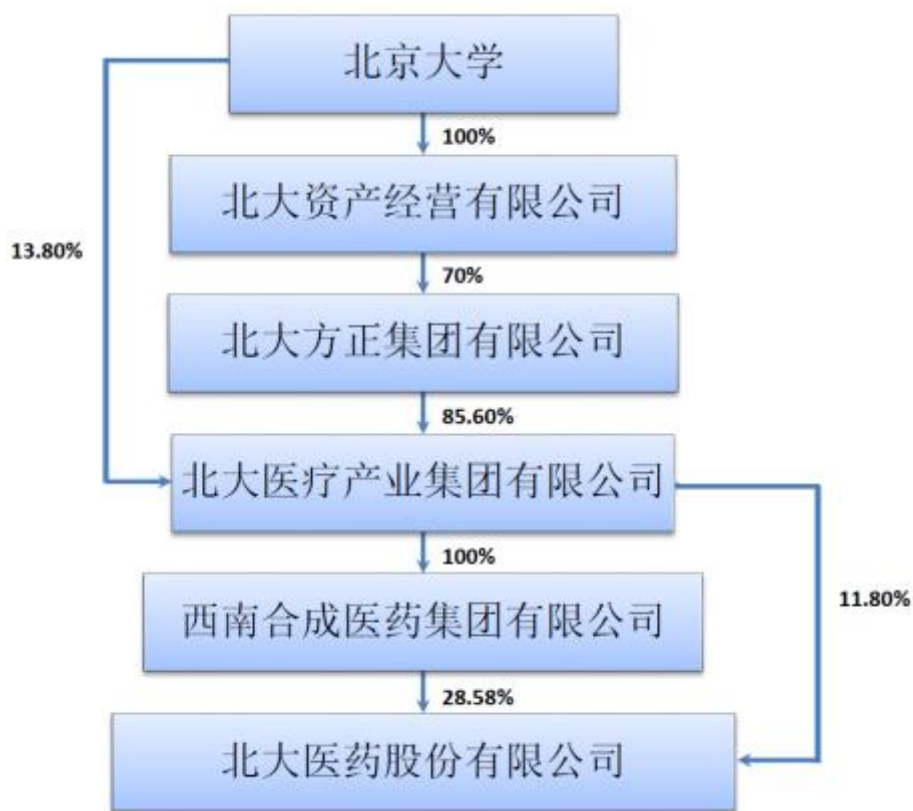 北京大学
100%
北大资产经营有限公司
13.80%
70%
北大方正集团有限公司
85.60%
北大医疗产业集团有限公司
100%
西南合成医药集团有限公司
11.80%
28.58%
北大医药股份有限公司